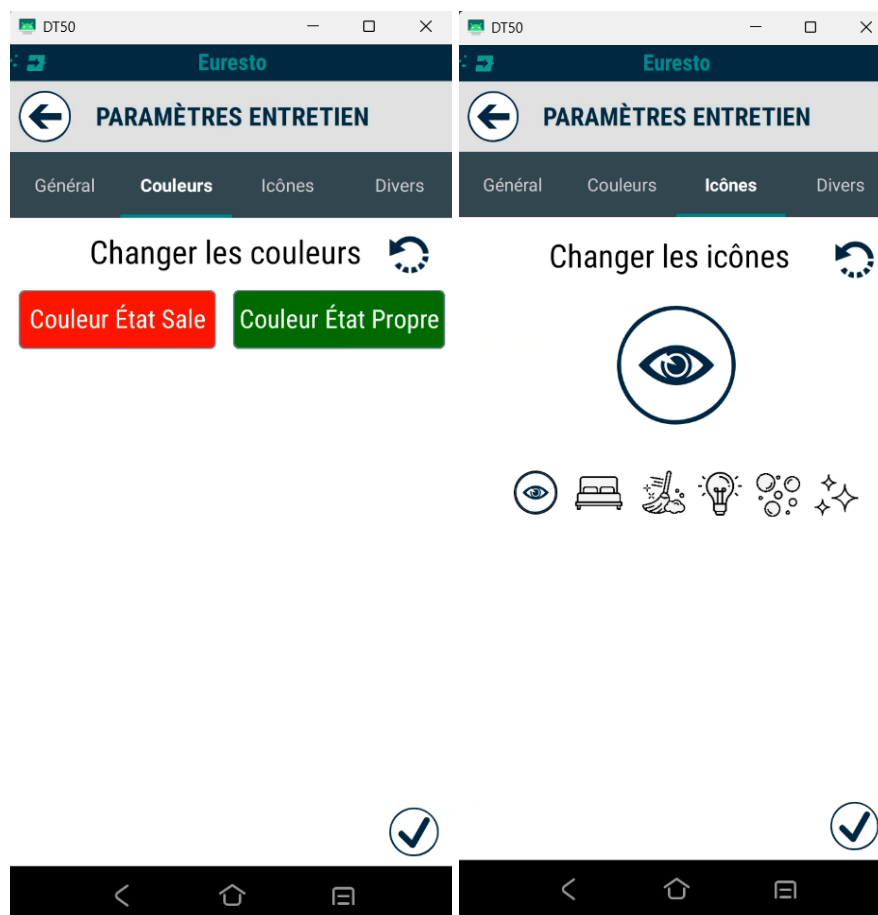 DT50
Euresto
PARAMÈTRES ENTRETIEN
Général Couleurs Icônes Divers
Changer les couleurs
Couleur État Sale Couleur État Propre
DT50
Euresto
PARAMÈTRES ENTRETIEN
Général Couleurs Icônes Divers
Changer les icônes